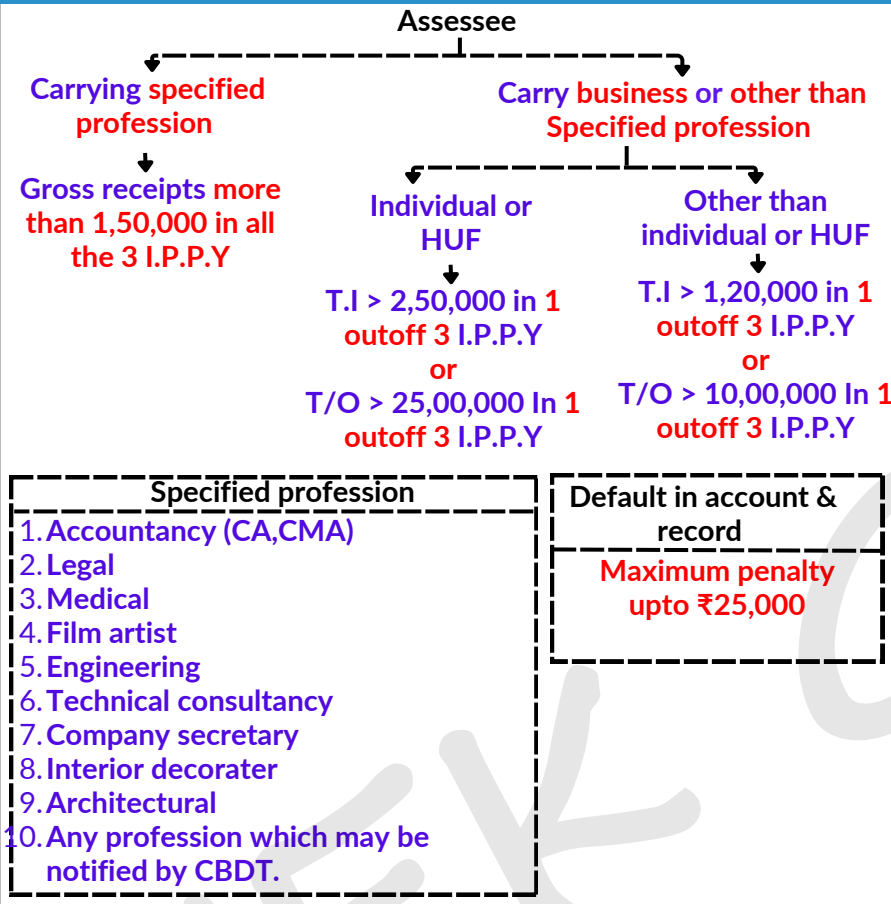 Assessee
Carrying specified
profession
Gross receipts more
than 1,50,000 in all
the 3 I.P.P.Y
Carry business or other than
Specified profession
Individual or
HUF
T.I > 2,50,000 in 1
outoff 3 I.P.P.Y
or
T/O > 25,00,000 In 1
outoff 3 I.P.P.Y
Other than
individual or HUF
T.I > 1,20,000 in 1
outoff 3 I.P.P.Y
or
T/O > 10,00,000 In 1
outoff 3 I.P.P.Y
Specified profession
1. Accountancy (CA,CMA)
2. Legal
3. Medical
4. Film artist
5. Engineering
6. Technical consultancy
7. Company secretary
8. Interior decorater
9. Architectural
10. Any profession which may be
notified by CBDT.
Default in account &
record
Maximum penalty
upto ₹25,000